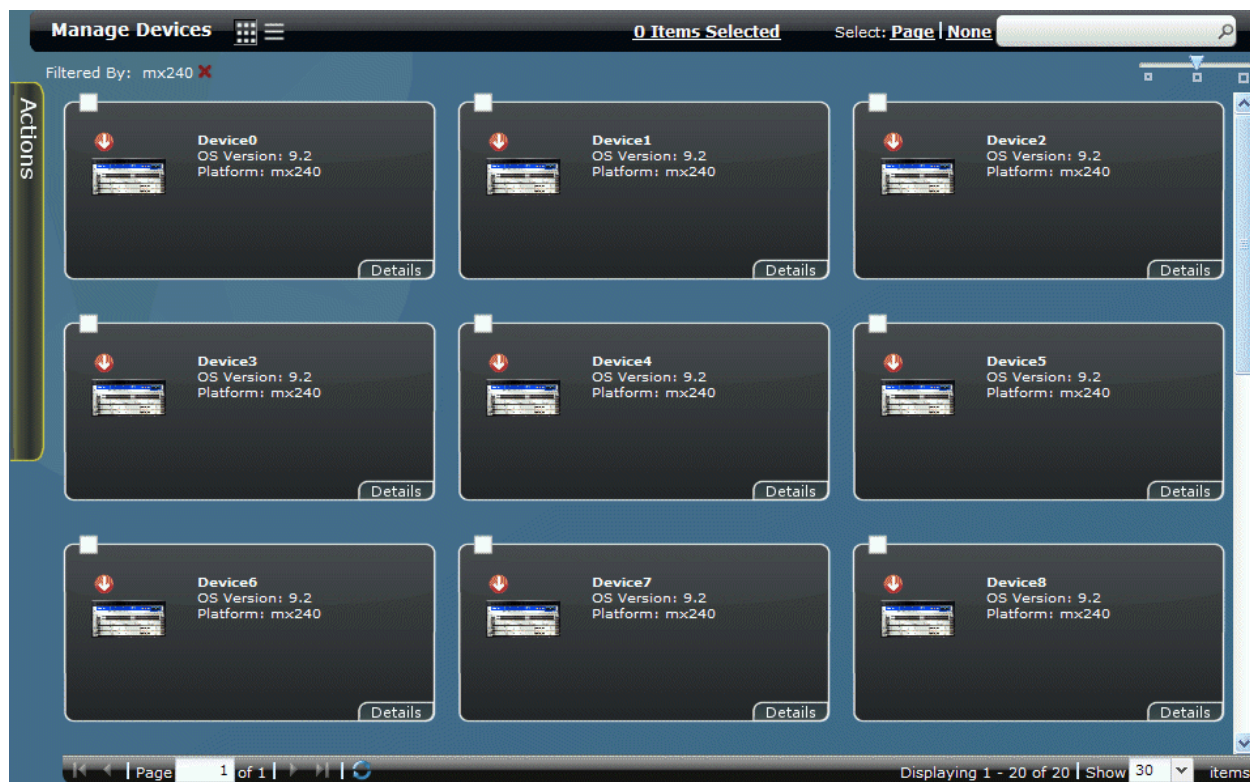 Manage Devices 0 Items Selected Select: Page | None
Filtered By: mx240
Actions
Device0
OS Version: 9.2
Platform: mx240
Details
Device1
OS Version: 9.2
Platform: mx240
Details
Device2
OS Version: 9.2
Platform: mx240
Details
Device3
OS Version: 9.2
Platform: mx240
Details
Device4
OS Version: 9.2
Platform: mx240
Details
Device5
OS Version: 9.2
Platform: mx240
Details
Device6
OS Version: 9.2
Platform: mx240
Details
Device7
OS Version: 9.2
Platform: mx240
Details
Device8
OS Version: 9.2
Platform: mx240
Details
Page 1 of 1 | Displaying 1 - 20 of 20 | Show 30 items